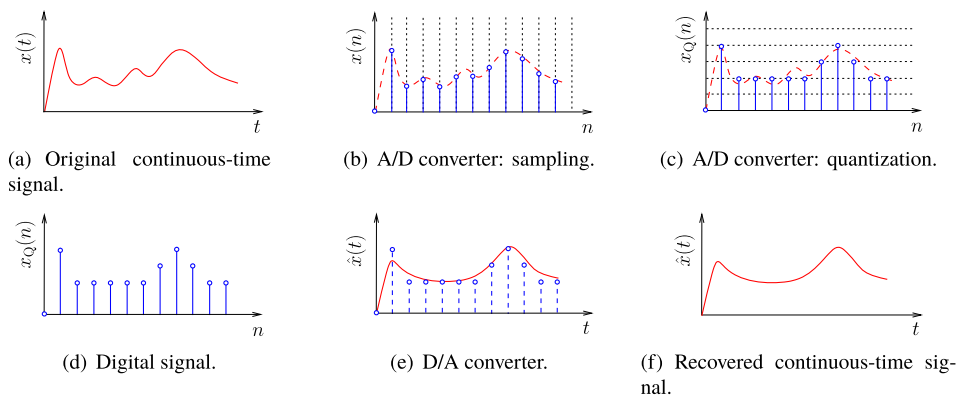 x(t)
t
(a) Original continuous-time
signal.
x(n)
n
(b) A/D converter: sampling.
x_Q(n)
n
(c) A/D converter: quantization.
x_Q(n)
n
(d) Digital signal.
x̂(t)
t
(e) D/A converter.
x̂(t)
t
(f) Recovered continuous-time sig-
nal.